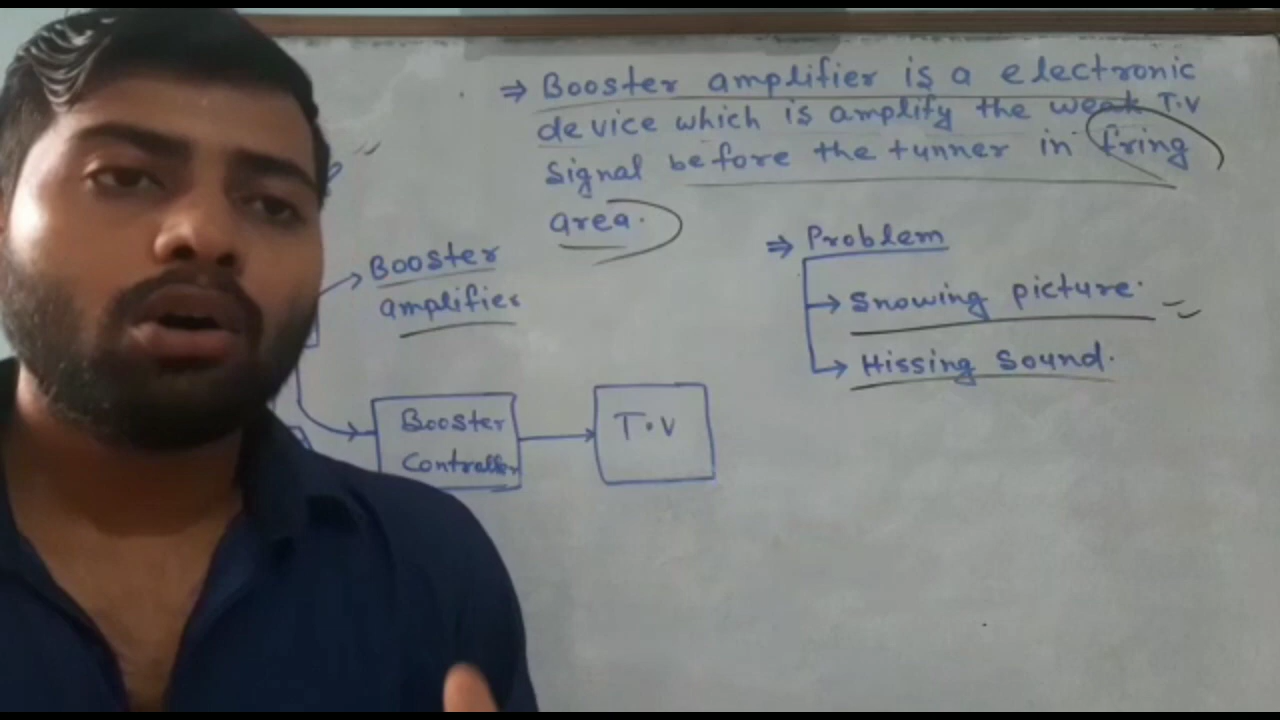 ⇒ Booster amplifier is a electronic
device which is amplify the weak T.V
Signal before the tunner in fring
area.
⇒ Problem
→ Snowing picture.
→ Hissing Sound.
Booster
amplifier
Booster
Controller
T.V